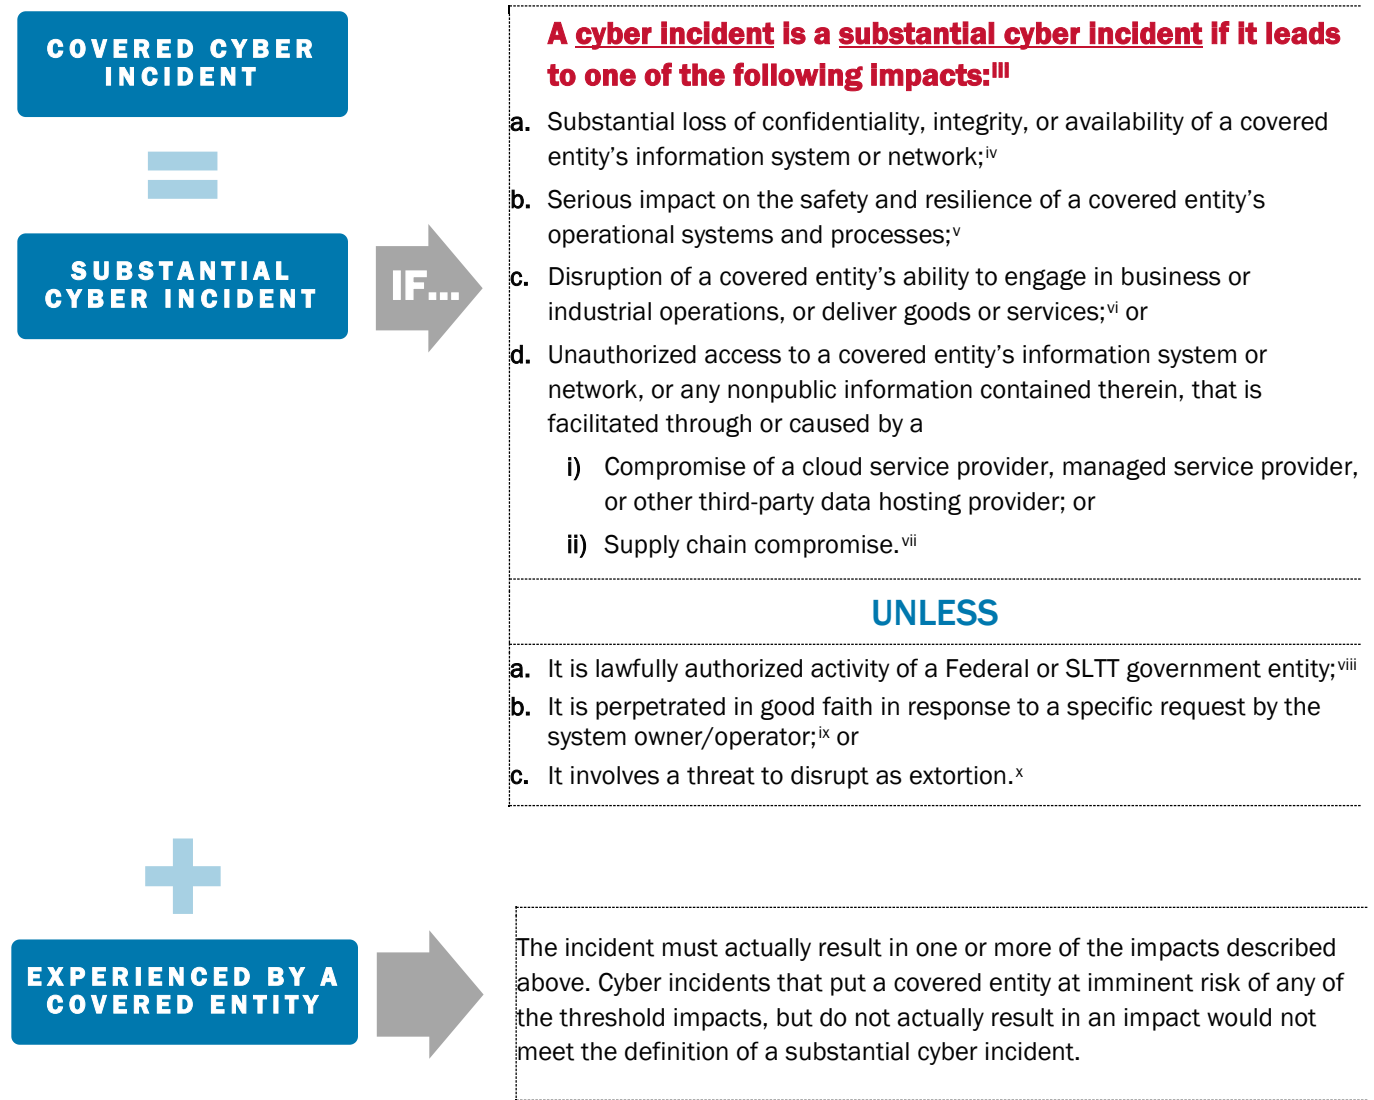 COVERED CYBER
INCIDENT
SUBSTANTIAL
CYBER INCIDENT
IF...
A cyber incident is a substantial cyber incident if it leads
to one of the following impacts:iii
a. Substantial loss of confidentiality, integrity, or availability of a covered
entity’s information system or network;iv
b. Serious impact on the safety and resilience of a covered entity’s
operational systems and processes;v
c. Disruption of a covered entity’s ability to engage in business or
industrial operations, or deliver goods or services;vi or
d. Unauthorized access to a covered entity’s information system or
network, or any nonpublic information contained therein, that is
facilitated through or caused by a
i) Compromise of a cloud service provider, managed service provider,
or other third-party data hosting provider; or
ii) Supply chain compromise.vii
UNLESS
a. It is lawfully authorized activity of a Federal or SLTT government entity;viii
b. It is perpetrated in good faith in response to a specific request by the
system owner/operator;ix or
c. It involves a threat to disrupt as extortion.x
EXPERIENCED BY A
COVERED ENTITY
The incident must actually result in one or more of the impacts described
above. Cyber incidents that put a covered entity at imminent risk of any of
the threshold impacts, but do not actually result in an impact would not
meet the definition of a substantial cyber incident.